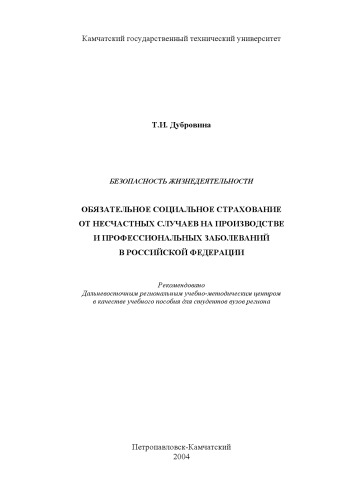 Камчатский государственный технический университет
Т.И. Дубровина
БЕЗОПАСНОСТЬ ЖИЗНЕДЕЯТЕЛЬНОСТИ
ОБЯЗАТЕЛЬНОЕ СОЦИАЛЬНОЕ СТРАХОВАНИЕ
ОТ НЕСЧАСТНЫХ СЛУЧАЕВ НА ПРОИЗВОДСТВЕ
И ПРОФЕССИОНАЛЬНЫХ ЗАБОЛЕВАНИЙ
В РОССИЙСКОЙ ФЕДЕРАЦИИ
Рекомендовано
Дальневосточным региональным учебно-методическим центром
в качестве учебного пособия для студентов вузов региона
Петропавловск-Камчатский
2004